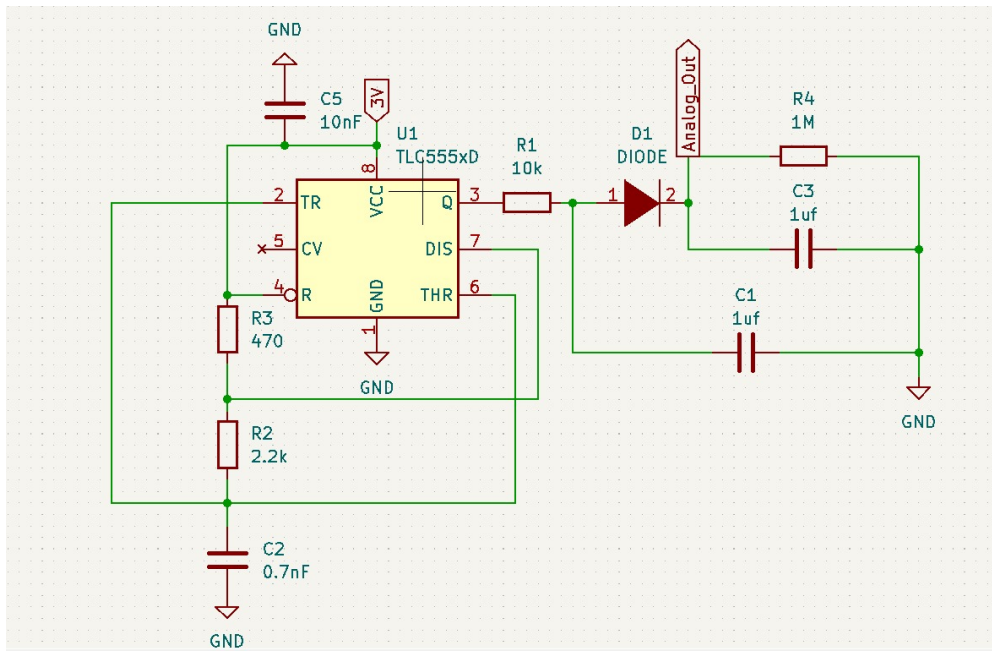 GND
C5
10nF
3V
U1
TLC555xD
8
VCC
2
TR
Q
3
5
CV
DIS
7
4
R
THR
6
GND
1
GND
R1
10k
D1
DIODE
1
2
Analog_Out
R4
1M
C3
1uf
C1
1uf
GND
R3
470
R2
2.2k
C2
0.7nF
GND